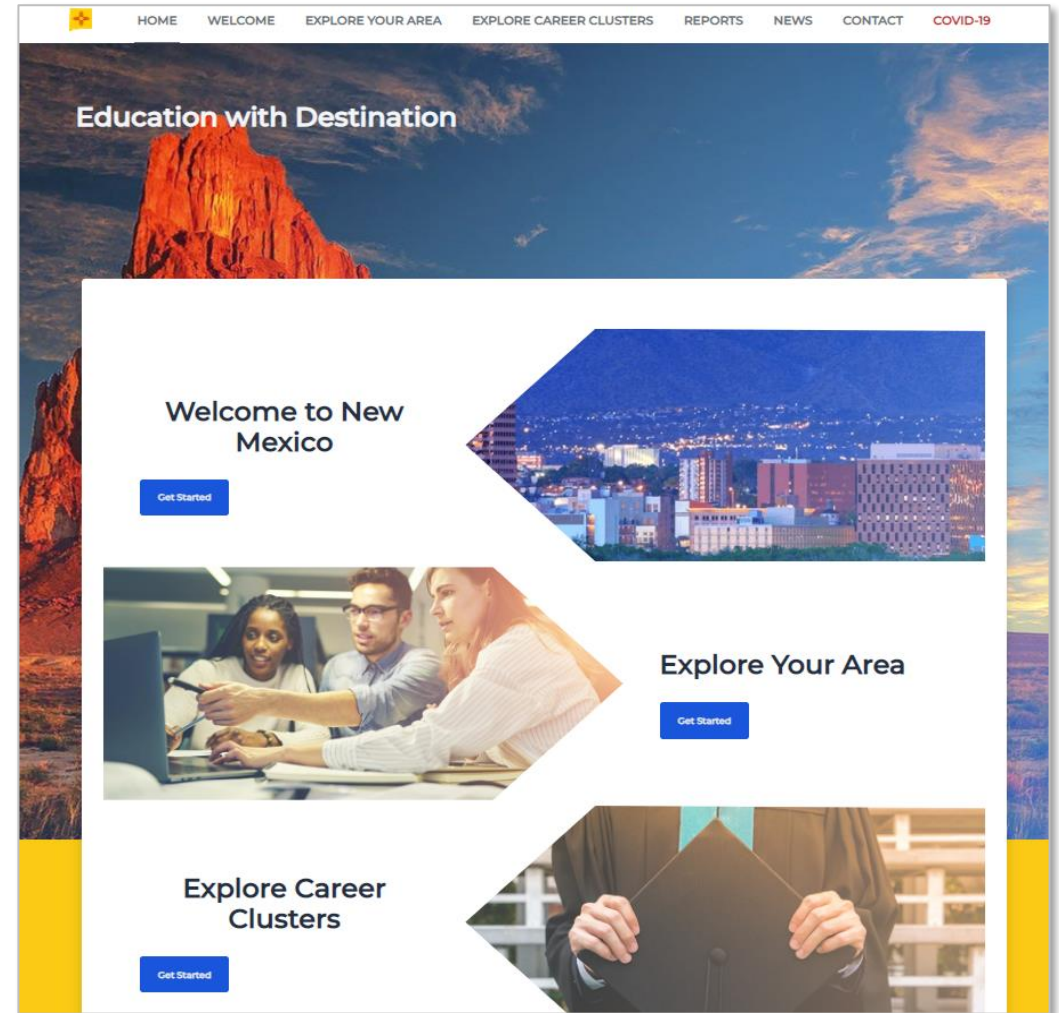 HOME WELCOME EXPLORE YOUR AREA EXPLORE CAREER CLUSTERS REPORTS NEWS CONTACT COVID-19
Education with Destination
Welcome to New
Mexico
Get Started
Explore Your Area
Get Started
Explore Career
Clusters
Get Started